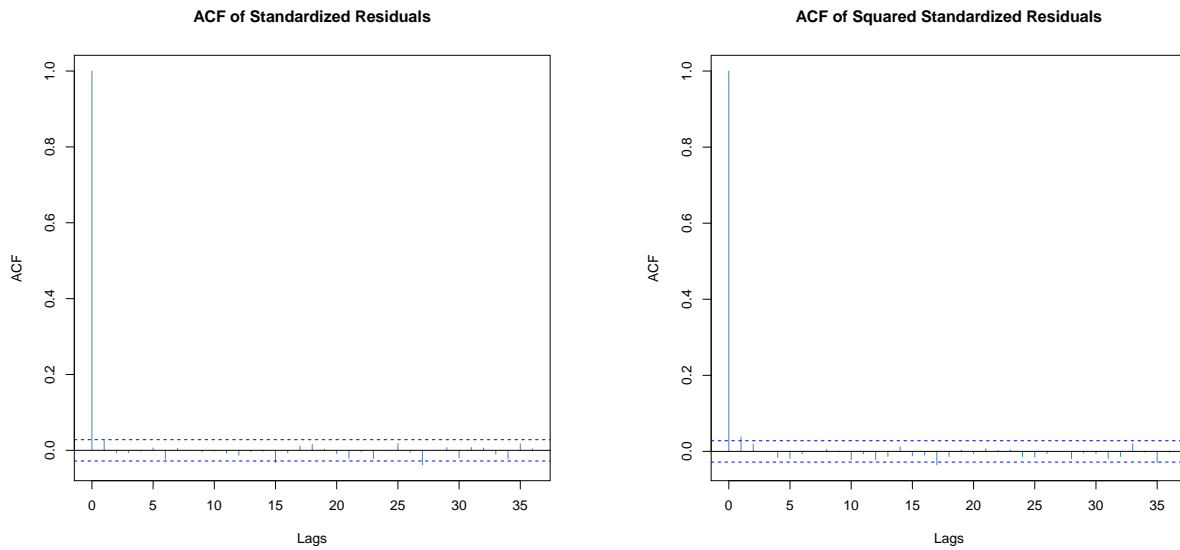 ACF of Standardized Residuals
ACF
0.0 0.2 0.4 0.6 0.8 1.0
0 5 10 15 20 25 30 35
Lags
ACF of Squared Standardized Residuals
ACF
0.0 0.2 0.4 0.6 0.8 1.0
0 5 10 15 20 25 30 35
Lags